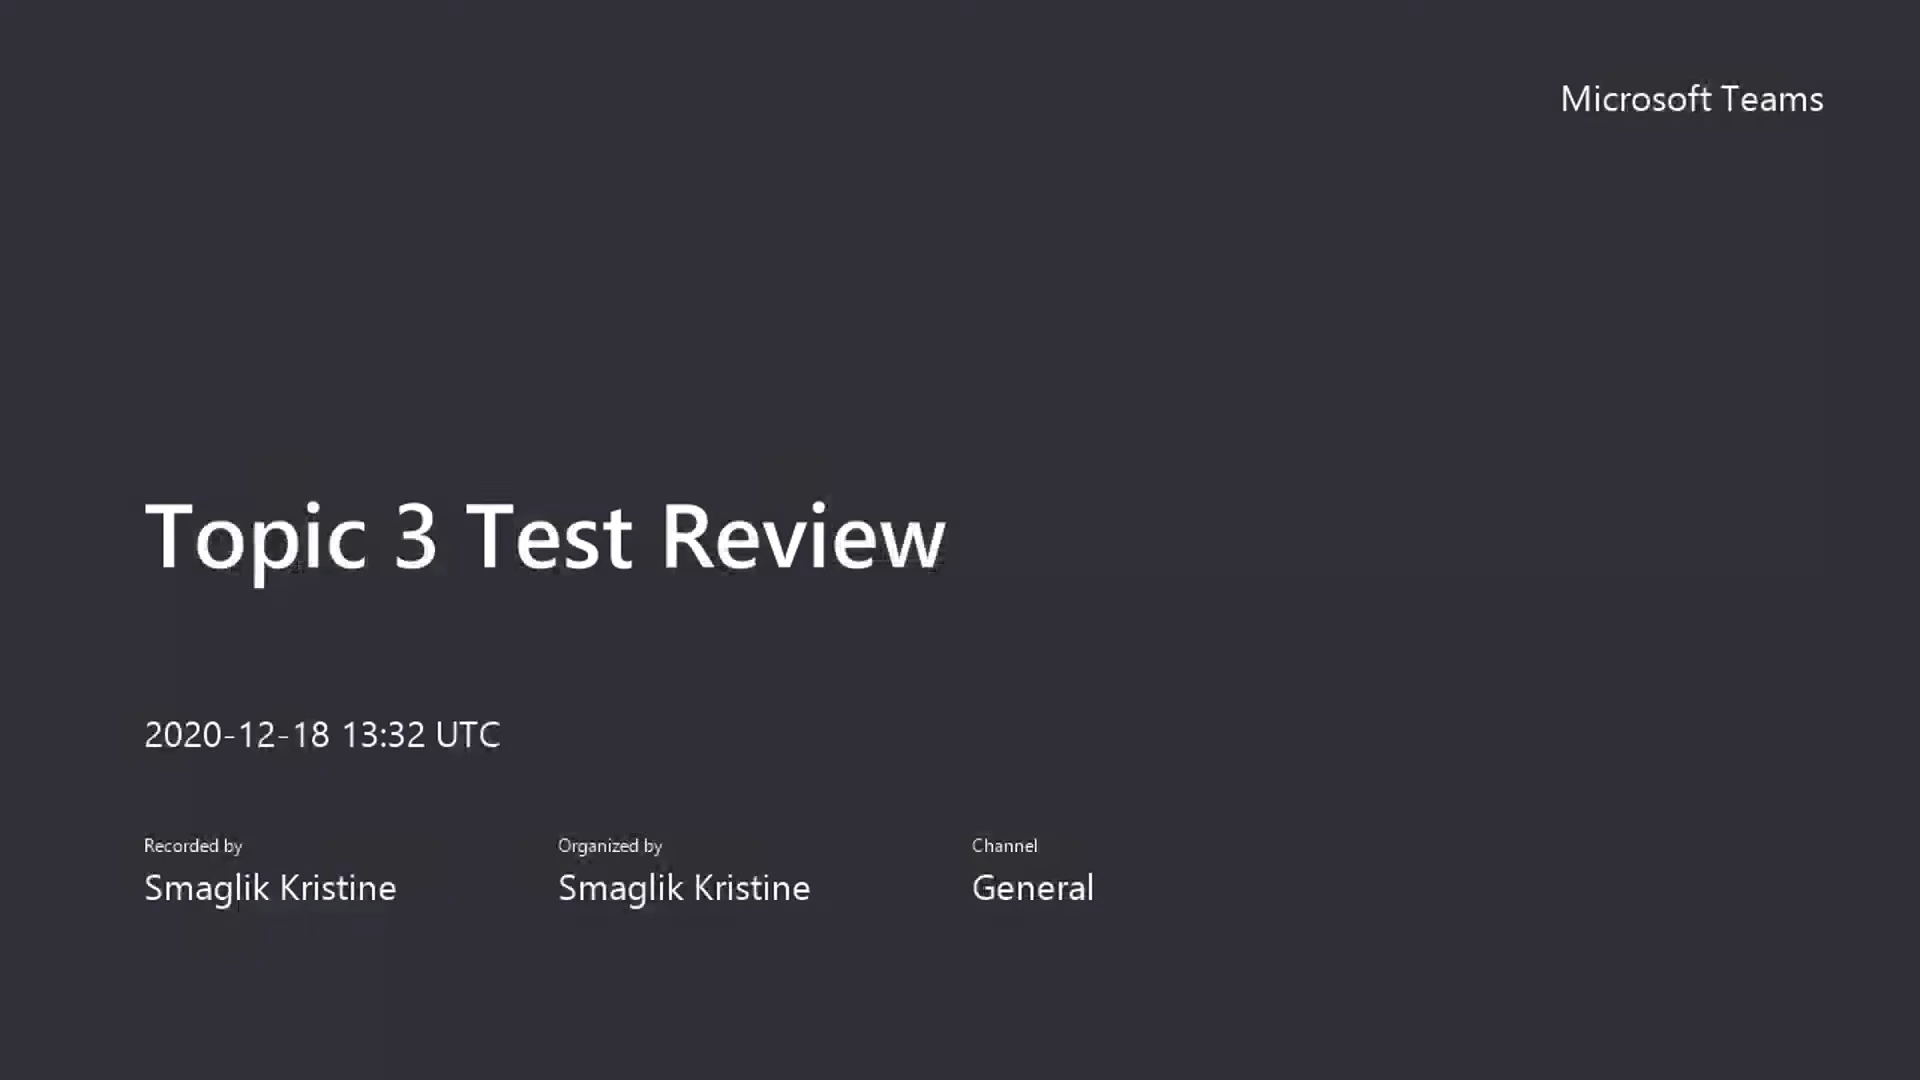 Microsoft Teams
Topic 3 Test Review
2020-12-18 13:32 UTC
Recorded by
Smaglik Kristine
Organized by
Smaglik Kristine
Channel
General